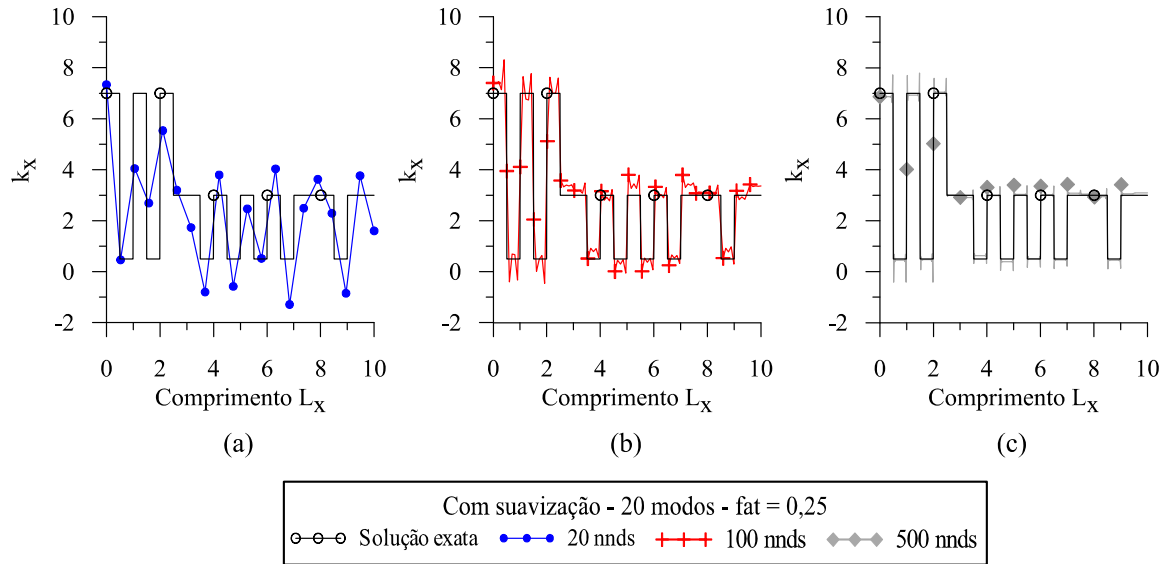 10
8
6
4
2
0
-2
k_x
0 2 4 6 8 10
Comprimento L_x
(a)
10
8
6
4
2
0
-2
k_x
0 2 4 6 8 10
Comprimento L_x
(b)
10
8
6
4
2
0
-2
k_x
0 2 4 6 8 10
Comprimento L_x
(c)
Com suavização - 20 modos - fat = 0,25
Solução exata 20 nnds 100 nnds 500 nnds